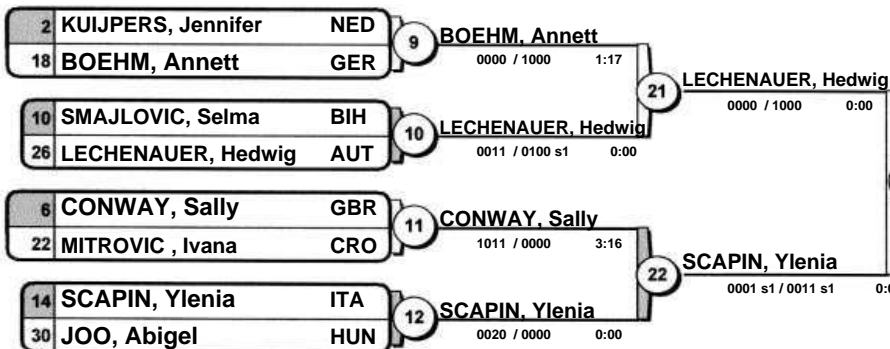 2 KUIJPERS, Jennifer NED
18 BOEHM, Annett GER
9
BOEHM, Annett
0000 / 1000 1:17
10 SMAJLOVIC, Selma BIH
26 LECHENAUER, Hedwig AUT
10
LECHENAUER, Hedwig
0011 / 0100 s1 0:00
21
LECHENAUER, Hedwig
0000 / 1000 0:00
6 CONWAY, Sally GBR
22 MITROVIC , Ivana CRO
11
CONWAY, Sally
1011 / 0000 3:16
14 SCAPIN, Ylenia ITA
30 JOO, Abigel HUN
12
SCAPIN, Ylenia
0020 / 0000 0:00
22
SCAPIN, Ylenia
0001 s1 / 0011 s1